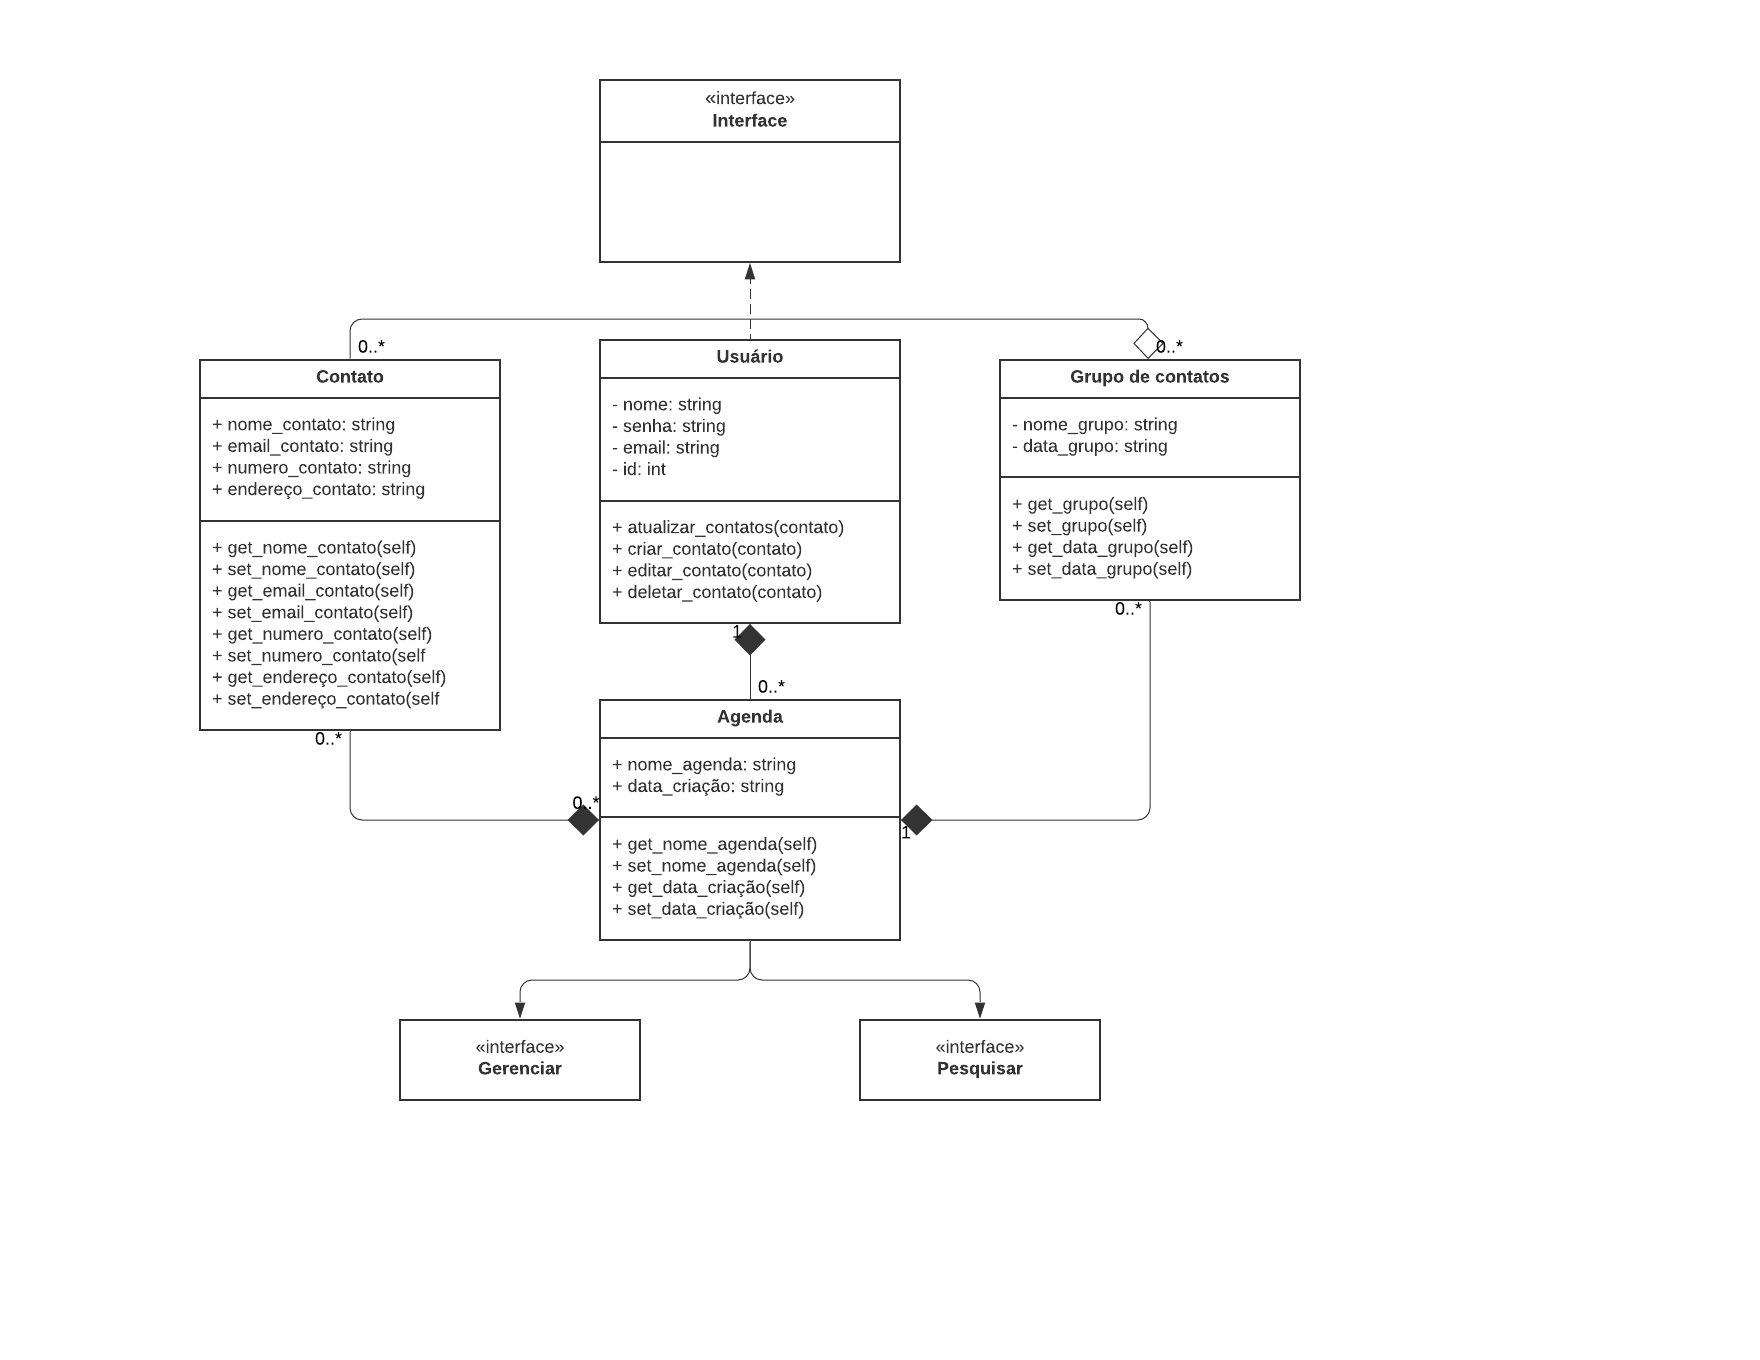 «interface»
Interface
0..*
0..*
Contato
+ nome_contato: string
+ email_contato: string
+ numero_contato: string
+ endereço_contato: string
+ get_nome_contato(self)
+ set_nome_contato(self)
+ get_email_contato(self)
+ set_email_contato(self)
+ get_numero_contato(self)
+ set_numero_contato(self
+ get_endereço_contato(self)
+ set_endereço_contato(self
0..*
Usuário
- nome: string
- senha: string
- email: string
- id: int
+ atualizar_contatos(contato)
+ criar_contato(contato)
+ editar_contato(contato)
+ deletar_contato(contato)
1
0..*
Grupo de contatos
- nome_grupo: string
- data_grupo: string
+ get_grupo(self)
+ set_grupo(self)
+ get_data_grupo(self)
+ set_data_grupo(self)
0..*
Agenda
+ nome_agenda: string
+ data_criação: string
0..*
1
+ get_nome_agenda(self)
+ set_nome_agenda(self)
+ get_data_criação(self)
+ set_data_criação(self)
«interface»
Gerenciar
«interface»
Pesquisar